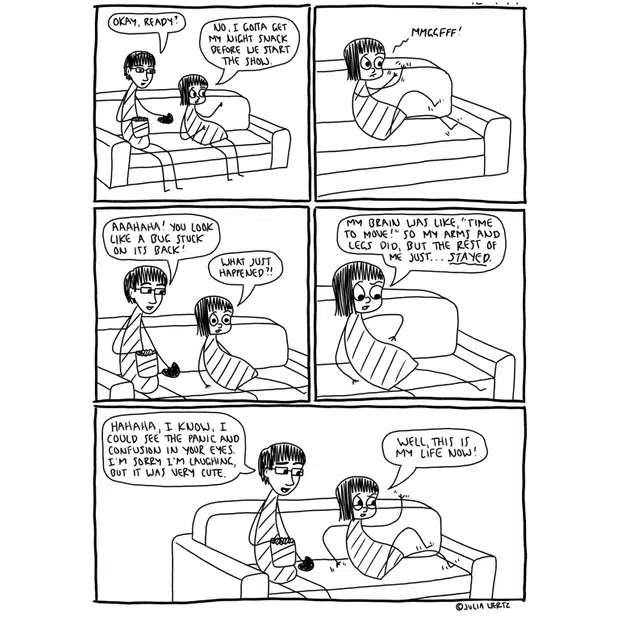 OKAY, READY?
NO, I GOTTA GET
MY NIGHT SNACK
BEFORE WE START
THE SHOW.
MMGGFFF!
AAAHAHA! YOU LOOK
LIKE A BUG STUCK
ON ITS BACK!
WHAT JUST
HAPPENED?!
MY BRAIN WAS LIKE, "TIME
TO MOVE!" SO MY ARMS AND
LEGS DID, BUT THE REST OF
ME JUST... STAYED.
HAHAHA, I KNOW, I
COULD SEE THE PANIC AND
CONFUSION IN YOUR EYES.
I'M SORRY I'M LAUGHING,
BUT IT WAS VERY CUTE.
WELL, THIS IS
MY LIFE NOW!
©JULIA WERTZ